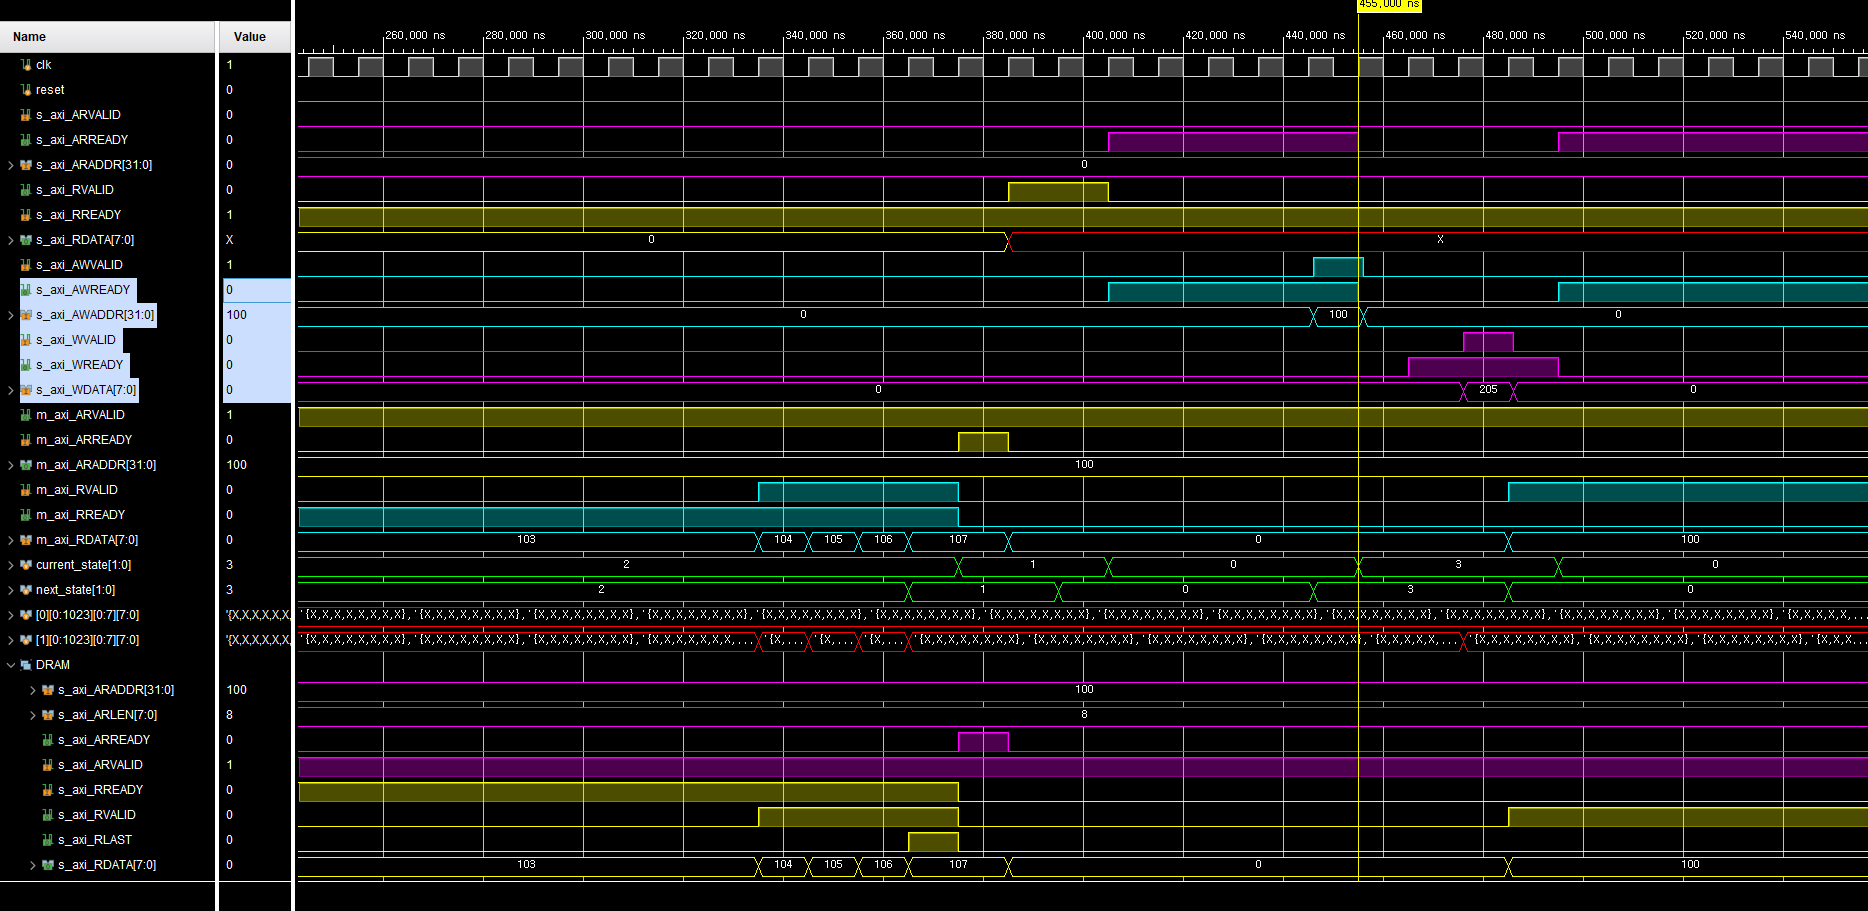 455,000 ns
Name Value
260,000 ns 280,000 ns 300,000 ns 320,000 ns 340,000 ns 360,000 ns 380,000 ns 400,000 ns 420,000 ns 440,000 ns 460,000 ns 480,000 ns 500,000 ns 520,000 ns 540,000 ns
clk 1
reset 0
s_axi_ARVALID 0
s_axi_ARREADY 0
s_axi_ARADDR[31:0] 0 0
s_axi_RVALID 0
s_axi_RREADY 1
s_axi_RDATA[7:0] X 0 X
s_axi_AWVALID 1
s_axi_AWREADY 0
s_axi_AWADDR[31:0] 100 0 100 0
s_axi_WVALID 0
s_axi_WREADY 0
s_axi_WDATA[7:0] 0 0 205 0
m_axi_ARVALID 1
m_axi_ARREADY 0
m_axi_ARADDR[31:0] 100 100
m_axi_RVALID 0
m_axi_RREADY 0
m_axi_RDATA[7:0] 0 103 104 105 106 107 0 100
current_state[1:0] 3 2 1 0 3 0
next_state[1:0] 3 2 1 0 3 0
[0][0:1023][0:7][7:0] '{X,X,X,X,X,X, '{X,X,X,X,X,X,X,X},'{X,X,X,X,X,X,X,X},'{X,X,X,X,X,X,X,X},'{X,X,X,X,X,X,X,X},'{X,X,X,X,X,X,X,X},'{X,X,X,X,X,X,X,X},'{X,X,X,X,X,X,X,X},'{X,X,X,X,X,X,X,X},'{X,X,X,X,X,X,X,X},'{X,X,X,X,X,X,X,X},'{X,X,X,X,X,X,X,X},'{X,X,X,X,X,X,X,X},'{X,X,X,X,X,X,X,X},'{X,X,X,X,X...
[1][0:1023][0:7][7:0] '{X,X,X,X,X,X, '{X,X,X,X,X,X,X,X},'{X,X,X,X,X,X,X,X},'{X,X,X,X,X,X,X,X},'{X,X,X,X,X,X... '{X... '{X... '{X... '{X,X,X,X,X,X,X,X},'{X,X,X,X,X,X,X,X},'{X,X,X,X,X,X,X,X},'{X,X,X,X,X,X,X,X},'{X,X,X,X,X... '{X,X,X,X,X,X,X,X},'{X,X,X,X,X,X,X,X},'{X,X,X,X,X,X,X,X},'{X,X,X,X,...
DRAM
s_axi_ARADDR[31:0] 100 100
s_axi_ARLEN[7:0] 8 8
s_axi_ARREADY 0
s_axi_ARVALID 1
s_axi_RREADY 0
s_axi_RVALID 0
s_axi_RLAST 0
s_axi_RDATA[7:0] 0 103 104 105 106 107 0 100